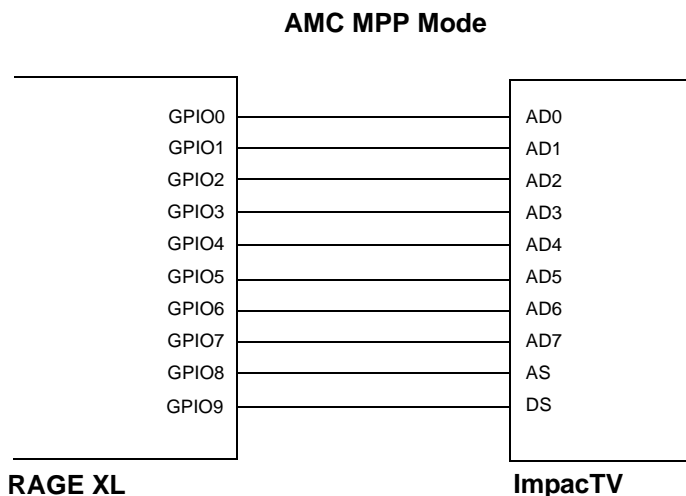 AMC MPP Mode
GPIO0 AD0
GPIO1 AD1
GPIO2 AD2
GPIO3 AD3
GPIO4 AD4
GPIO5 AD5
GPIO6 AD6
GPIO7 AD7
GPIO8 AS
GPIO9 DS
RAGE XL ImpacTV